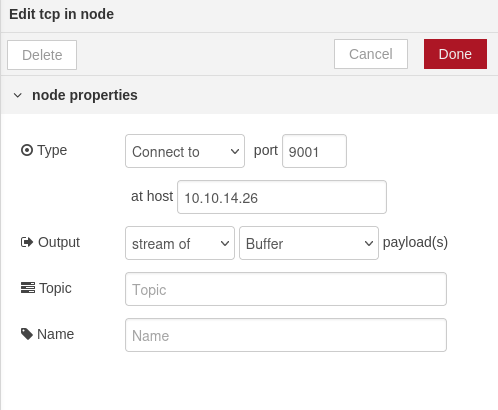 Edit tcp in node
Delete Cancel Done
node properties
Type Connect to port 9001
at host 10.10.14.26
Output stream of Buffer payload(s)
Topic Topic
Name Name